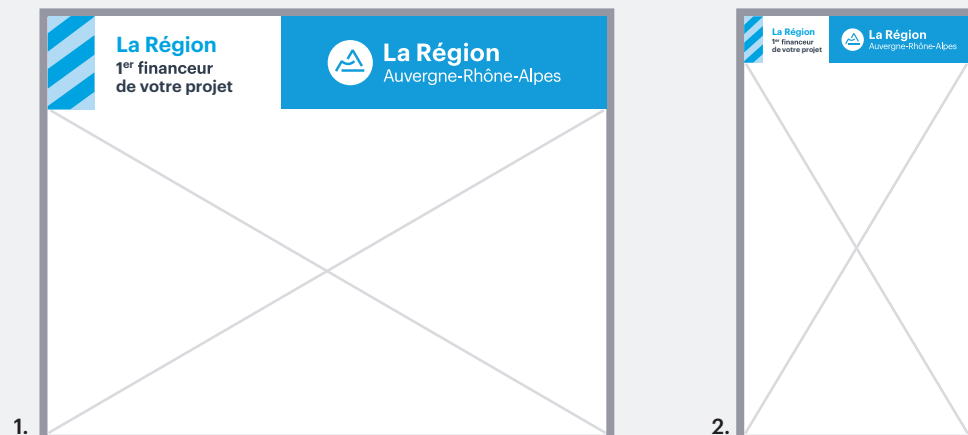 La Région
1er financeur
de votre projet
La Région
Auvergne-Rhône-Alpes
1.
La Région
1er financeur
de votre projet
La Région
Auvergne-Rhône-Alpes
2.